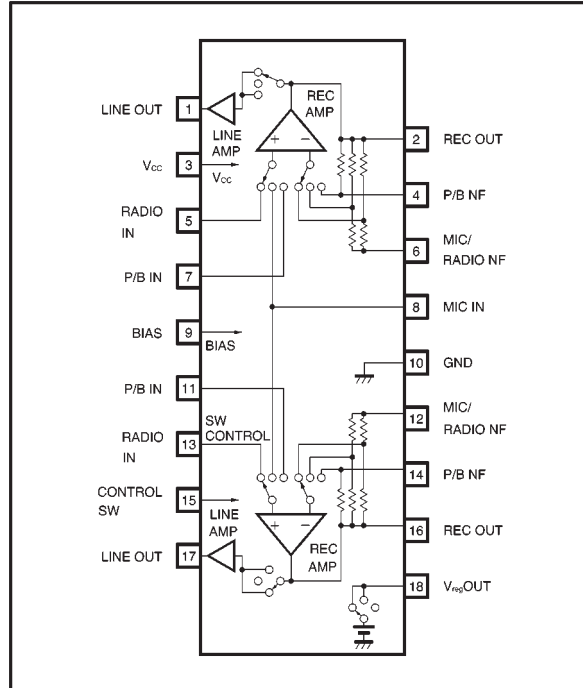 LINE OUT 1
LINE AMP
REC AMP
2 REC OUT
Vcc 3
Vcc
4 P/B NF
RADIO IN 5
6 MIC/ RADIO NF
P/B IN 7
8 MIC IN
BIAS 9
BIAS
10 GND
P/B IN 11
12 MIC/ RADIO NF
SW CONTROL
RADIO IN 13
14 P/B NF
CONTROL SW 15
LINE AMP
16 REC OUT
LINE OUT 17
REC AMP
18 VregOUT
+ −
+ −